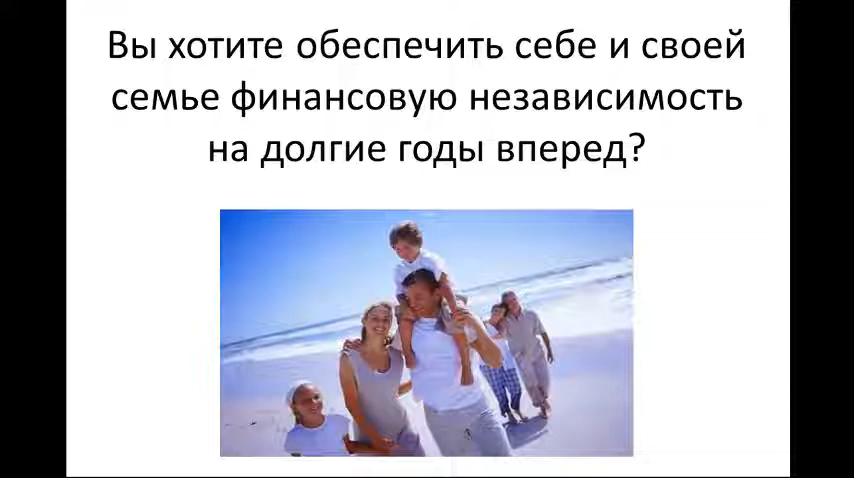 Вы хотите обеспечить себе и своей
семье финансовую независимость
на долгие годы вперед?